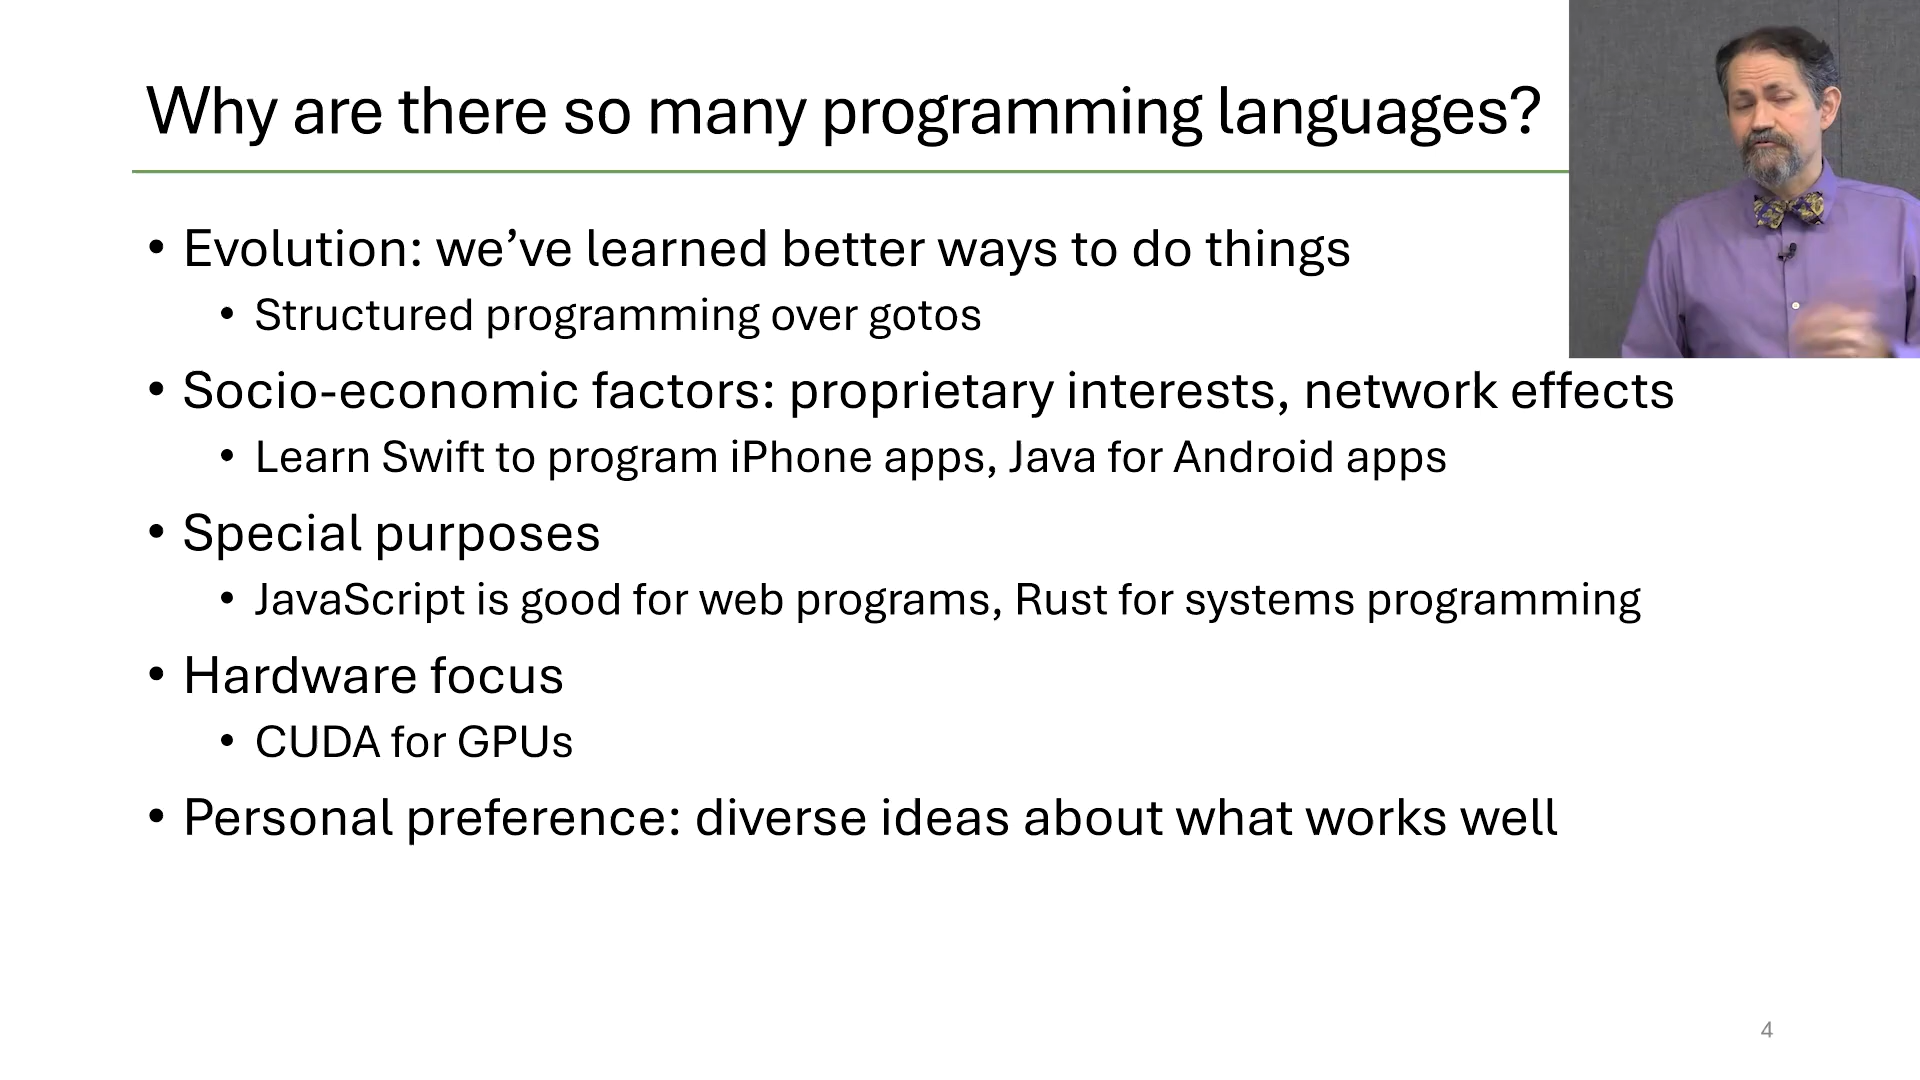 Why are there so many programming languages?
• Evolution: we’ve learned better ways to do things
• Structured programming over gotos
• Socio-economic factors: proprietary interests, network effects
• Learn Swift to program iPhone apps, Java for Android apps
• Special purposes
• JavaScript is good for web programs, Rust for systems programming
• Hardware focus
• CUDA for GPUs
• Personal preference: diverse ideas about what works well
4